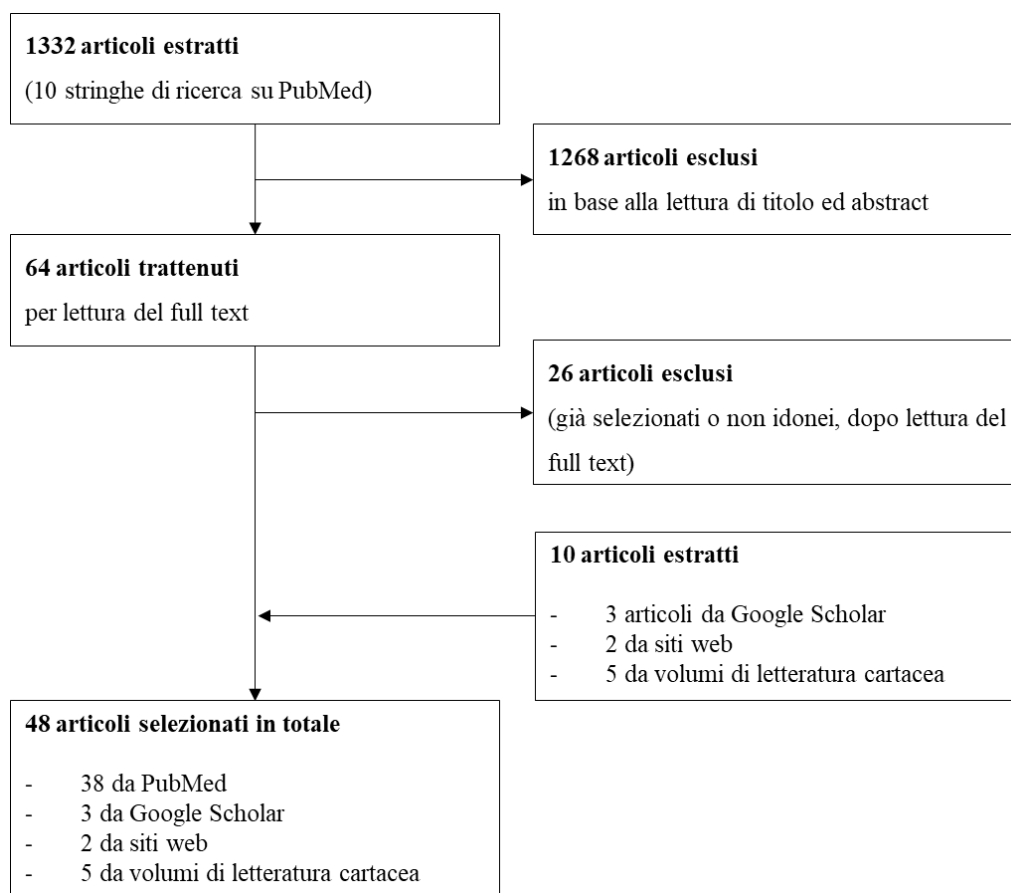 1332 articoli estratti
(10 stringhe di ricerca su PubMed)
1268 articoli esclusi
in base alla lettura di titolo ed abstract
64 articoli trattenuti
per lettura del full text
26 articoli esclusi
(già selezionati o non idonei, dopo lettura del
full text)
10 articoli estratti
- 3 articoli da Google Scholar
- 2 da siti web
- 5 da volumi di letteratura cartacea
48 articoli selezionati in totale
- 38 da PubMed
- 3 da Google Scholar
- 2 da siti web
- 5 da volumi di letteratura cartacea